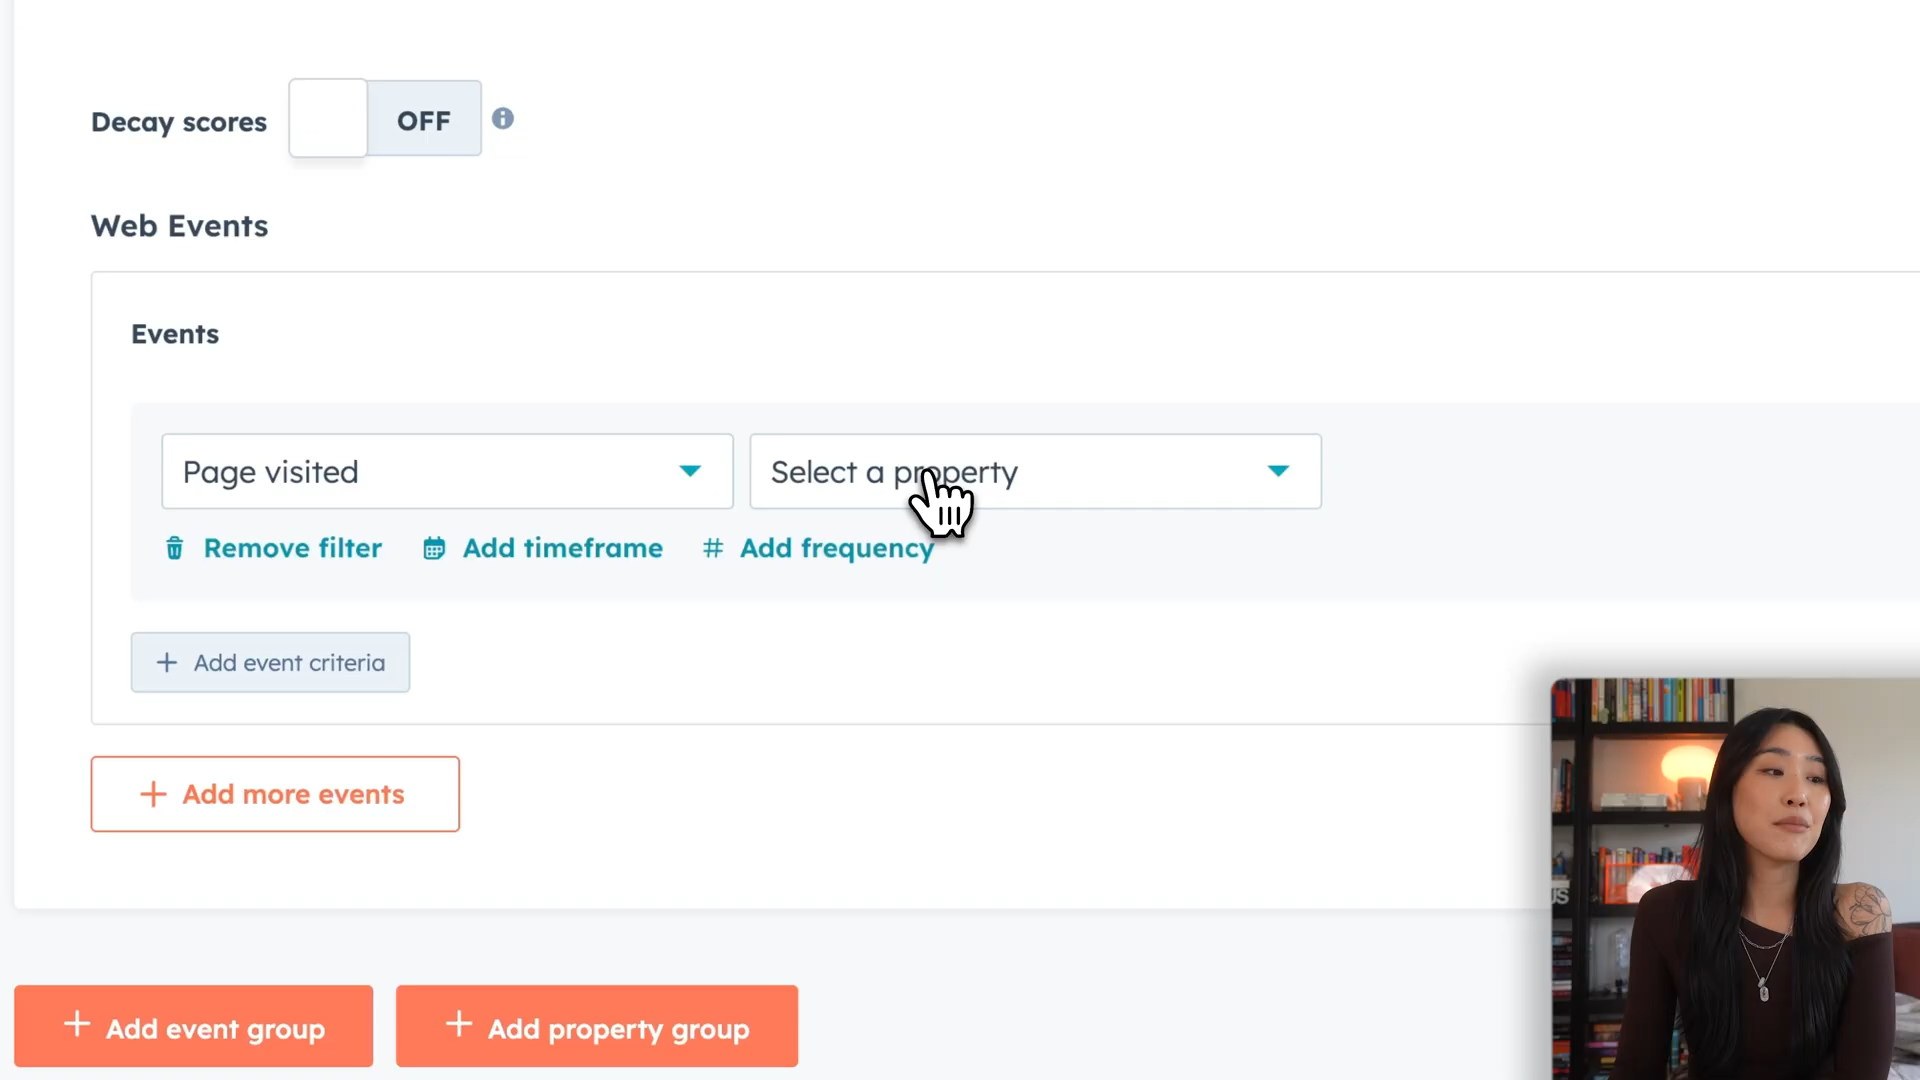 Decay scores OFF
Web Events
Events
Page visited Select a property
Remove filter Add timeframe # Add frequency
+ Add event criteria
+ Add more events
+ Add event group + Add property group